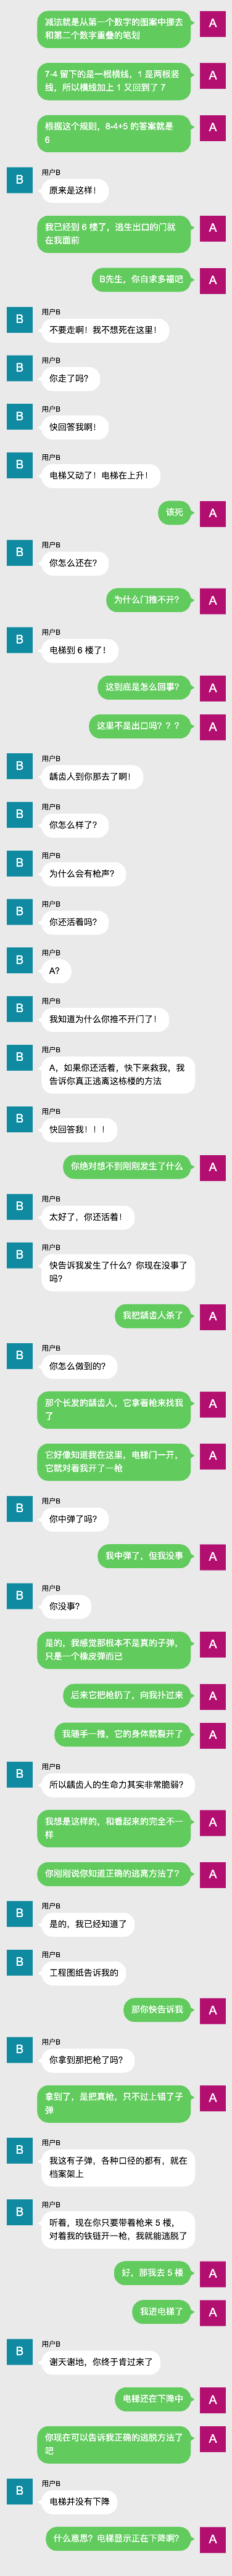 减法就是从第一个数字的图案中挪去
和第二个数字重叠的笔划
A
7-4 留下的是一根横线，1 是两根竖
线，所以横线加上 1 又回到了 7
A
根据这个规则，8-4+5 的答案就是
6
A
用户B
B
原来是这样！
我已经到 6 楼了，逃生出口的门就
在我面前
A
B先生，你自求多福吧
A
用户B
B
不要走啊！我不想死在这里！
用户B
B
你走了吗？
用户B
B
快回答我啊！
用户B
B
电梯又动了！电梯在上升！
该死
A
用户B
B
你怎么还在？
为什么门推不开？
A
用户B
B
电梯到 6 楼了！
这到底是怎么回事？
A
这里不是出口吗？？？
A
用户B
B
龋齿人到你那去了啊！
用户B
B
你怎么样了？
用户B
B
为什么会有枪声？
用户B
B
你还活着吗？
用户B
B
A？
用户B
B
我知道为什么你推不开门了！
用户B
B
A，如果你还活着，快下来救我，我
告诉你真正逃离这栋楼的方法
用户B
B
快回答我！！！
你绝对想不到刚刚发生了什么
A
用户B
B
太好了，你还活着！
用户B
B
快告诉我发生了什么？你现在没事了
吗？
我把龋齿人杀了
A
用户B
B
你怎么做到的？
那个长发的龋齿人，它拿着枪来找我
了
A
它好像知道我在这里，电梯门一开，
它就对着我开了一枪
A
用户B
B
你中弹了吗？
我中弹了，但我没事
A
用户B
B
你没事？
是的，我感觉那根本不是真的子弹，
只是一个橡皮弹而已
A
后来它把枪扔了，向我扑过来
A
我随手一推，它的身体就裂开了
A
用户B
B
所以龋齿人的生命力其实非常脆弱？
我想是这样的，和看起来的完全不一
样
A
你刚刚说你知道正确的逃离方法了？
A
用户B
B
是的，我已经知道了
用户B
B
工程图纸告诉我的
那你快告诉我
A
用户B
B
你拿到那把枪了吗？
拿到了，是把真枪，只不过上错了子
弹
A
用户B
B
我这有子弹，各种口径的都有，就在
档案架上
用户B
B
听着，现在你只要带着枪来 5 楼，
对着我的铁链开一枪，我就能逃脱了
好，那我去 5 楼
A
我进电梯了
A
用户B
B
谢天谢地，你终于肯过来了
电梯还在下降中
A
你现在可以告诉我正确的逃脱方法了
吧
A
用户B
B
电梯并没有下降
什么意思？电梯显示正在下降啊？
A